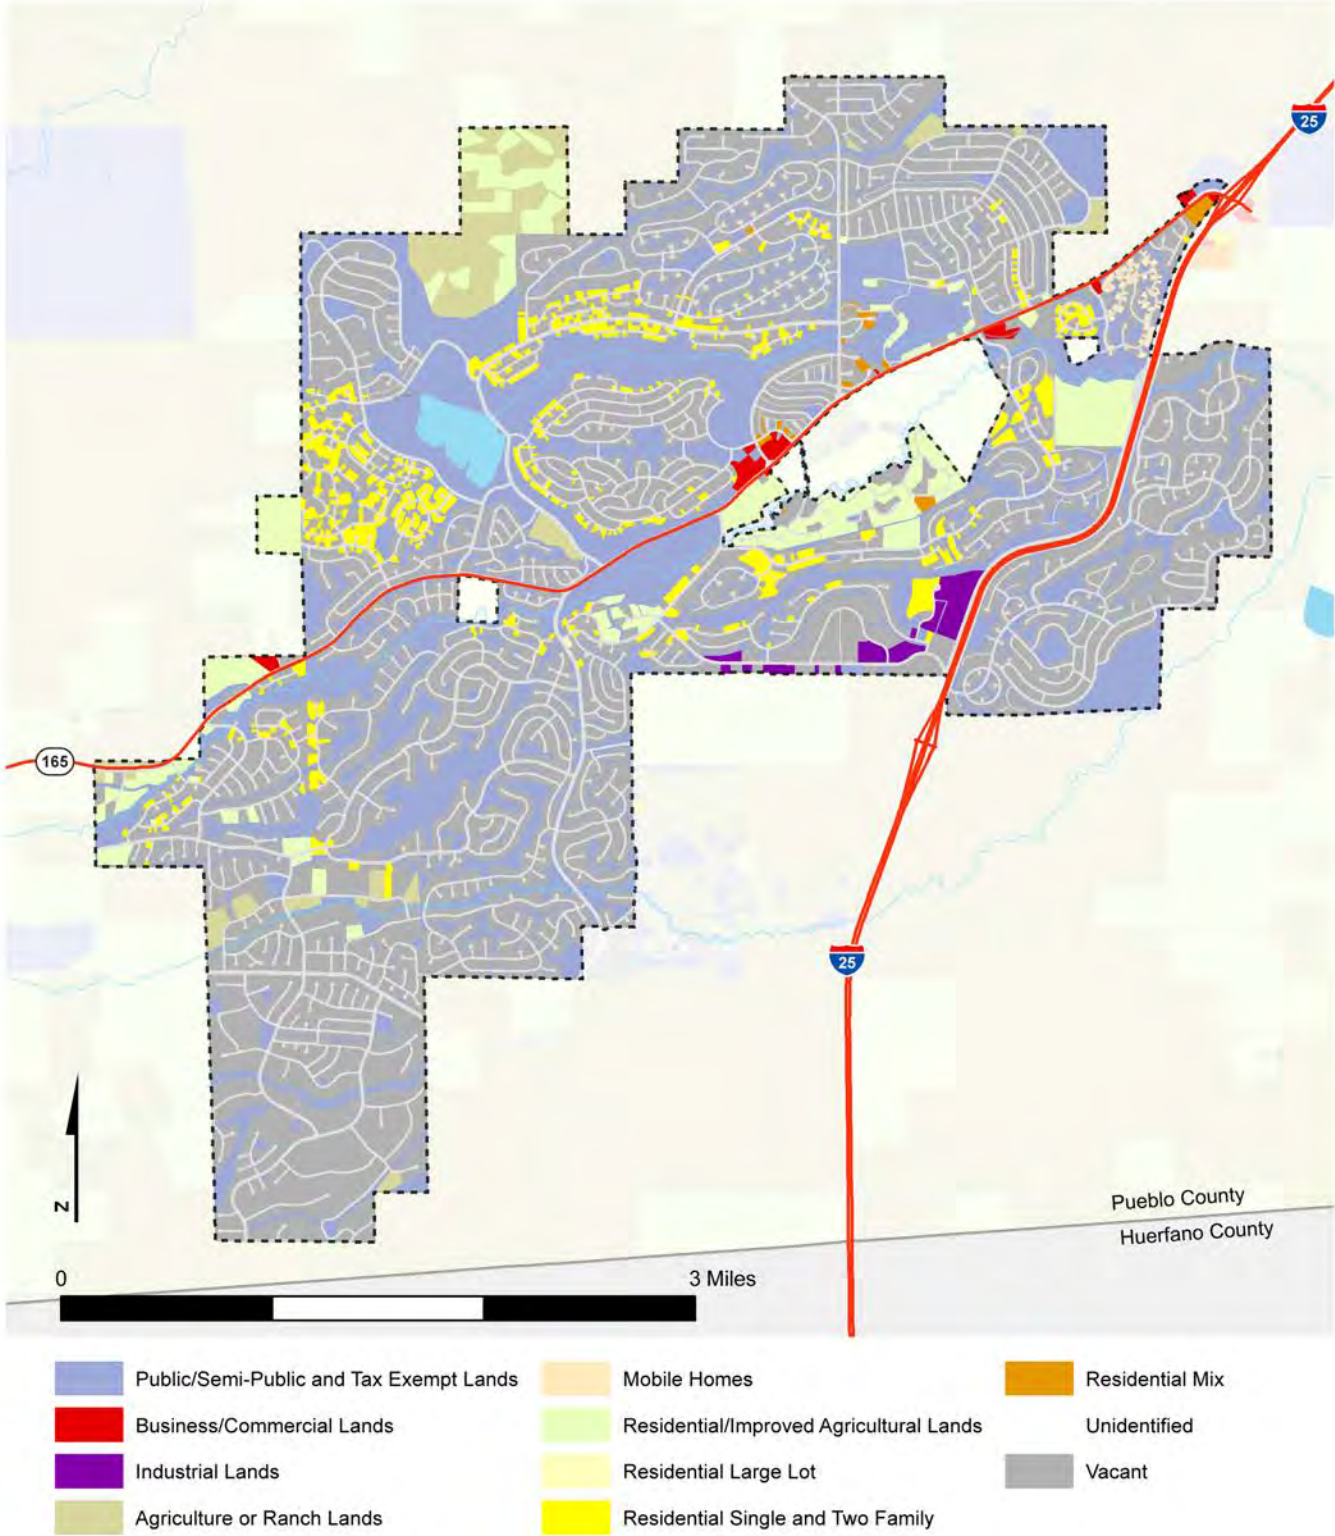 25
165
25
Pueblo County
Huerfano County
N
0 3 Miles
Public/Semi-Public and Tax Exempt Lands
Business/Commercial Lands
Industrial Lands
Agriculture or Ranch Lands
Mobile Homes
Residential/Improved Agricultural Lands
Residential Large Lot
Residential Single and Two Family
Residential Mix
Unidentified
Vacant